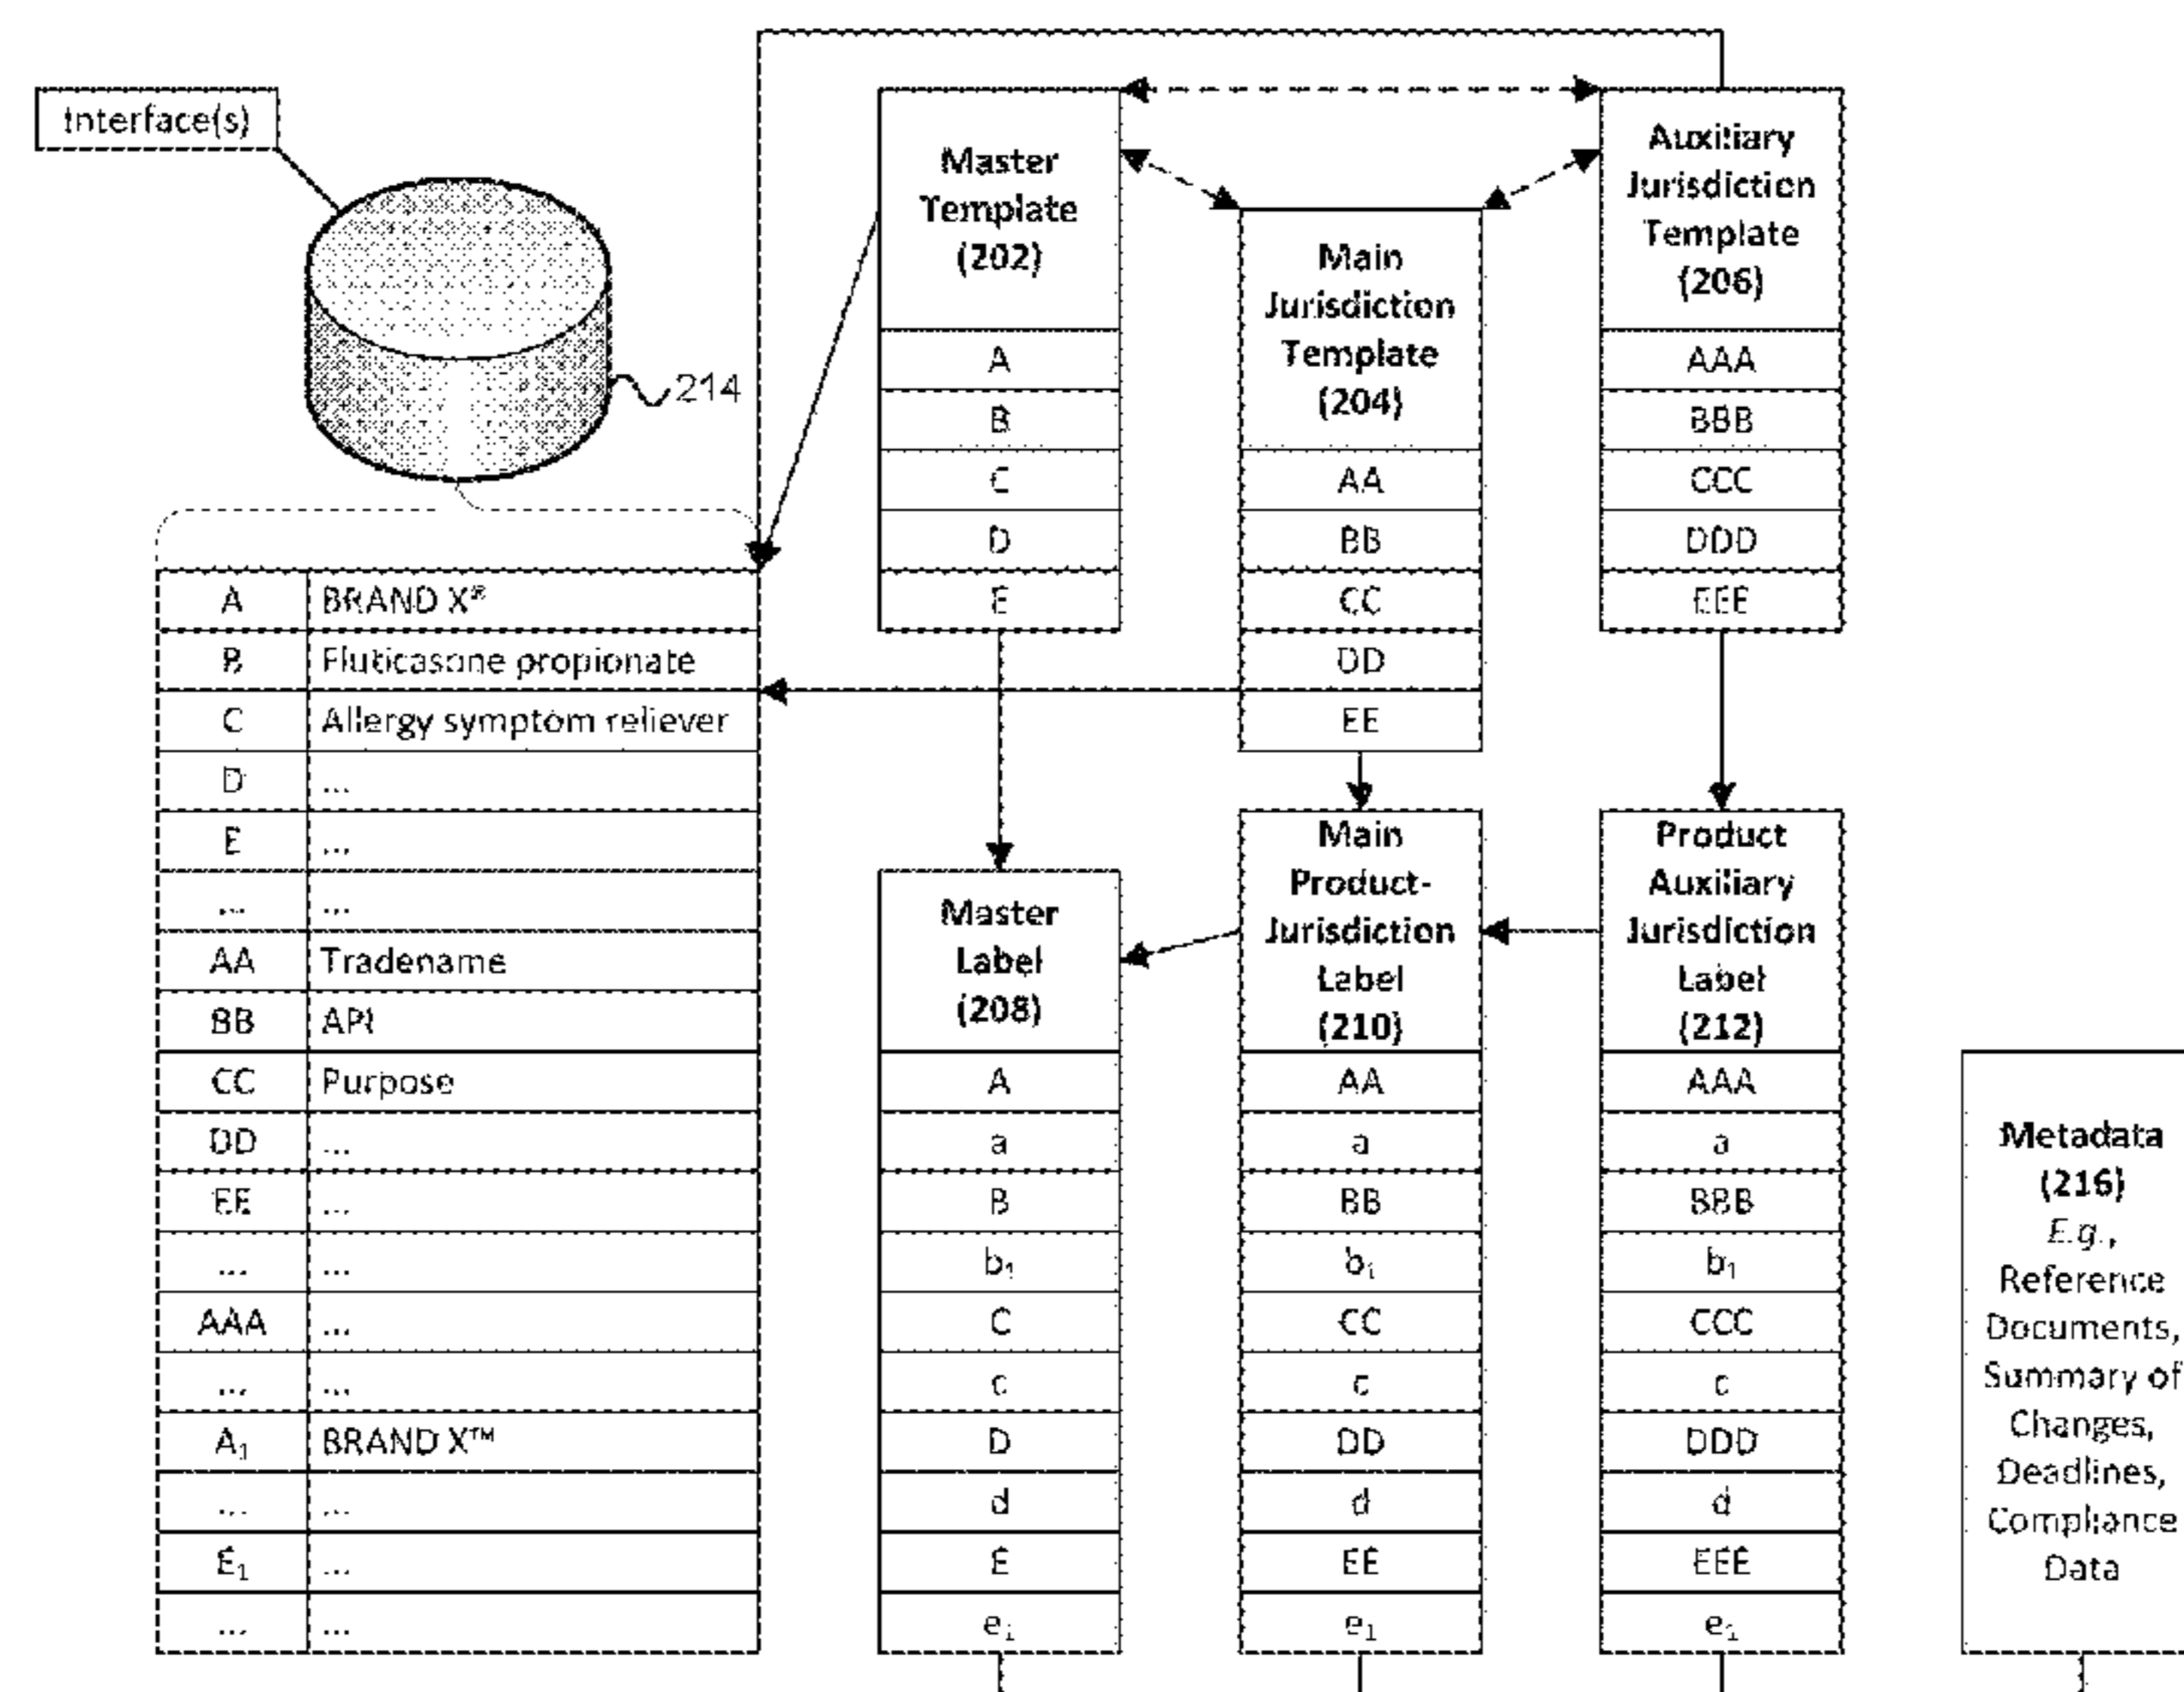 Interface(s)
214
Master
Template
(202)
A
B
C
D
E
Main
Jurisdiction
Template
(204)
AA
BB
CC
DD
EE
Auxiliary
Jurisdiction
Template
(206)
AAA
BBB
CCC
DDD
EEE
A BRAND X®
B Fluticasone propionate
C Allergy symptom reliever
D ...
E ...
... ...
AA Tradename
BB API
CC Purpose
DD ...
EE ...
... ...
AAA ...
... ...
A₁ BRAND X™
... ...
E₁ ...
... ...
Master
Label
(208)
A
a
B
b₁
C
c
D
d
E
e₁
Main
Product-
Jurisdiction
Label
(210)
AA
a
BB
b₁
CC
c
DD
d
EE
e₁
Product
Auxiliary
Jurisdiction
Label
(212)
AAA
a
BBB
b₁
CCC
c
DDD
d
EEE
e₁
Metadata
(216)
E.g.,
Reference
Documents,
Summary of
Changes,
Deadlines,
Compliance
Data